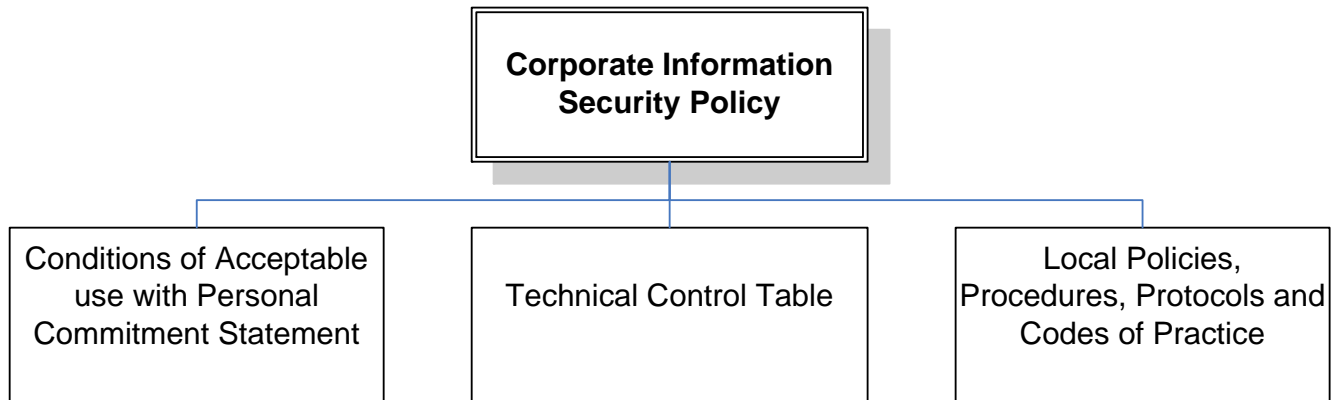 Corporate Information
Security Policy
Conditions of Acceptable
use with Personal
Commitment Statement
Technical Control Table
Local Policies,
Procedures, Protocols and
Codes of Practice